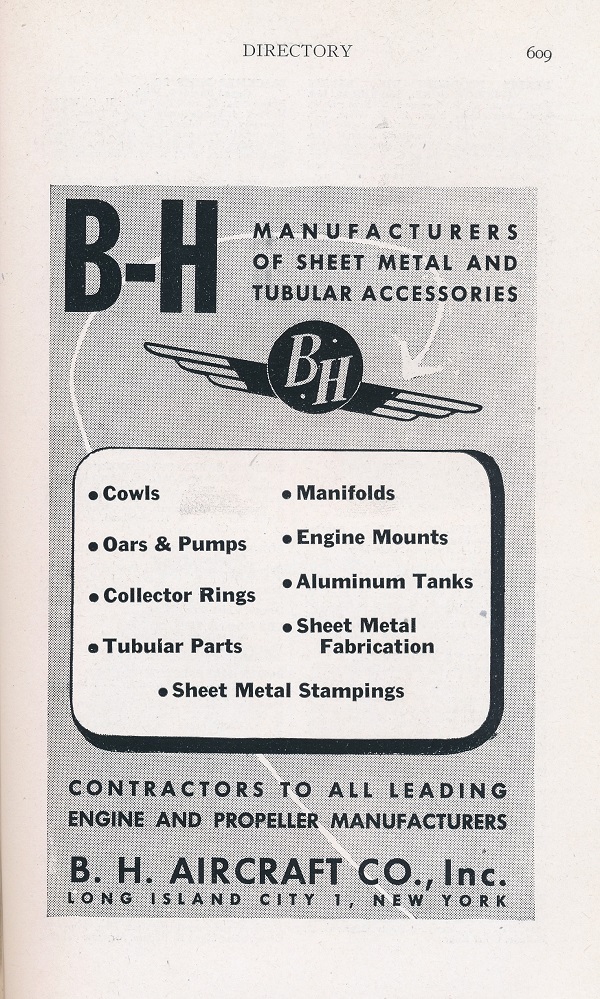 DIRECTORY 609
B-H
MANUFACTURERS
OF SHEET METAL AND
TUBULAR ACCESSORIES
BH
• Cowls
• Oars & Pumps
• Collector Rings
• Tubular Parts
• Manifolds
• Engine Mounts
• Aluminum Tanks
• Sheet Metal
Fabrication
• Sheet Metal Stampings
CONTRACTORS TO ALL LEADING
ENGINE AND PROPELLER MANUFACTURERS
B. H. AIRCRAFT CO., Inc.
LONG ISLAND CITY 1, NEW YORK